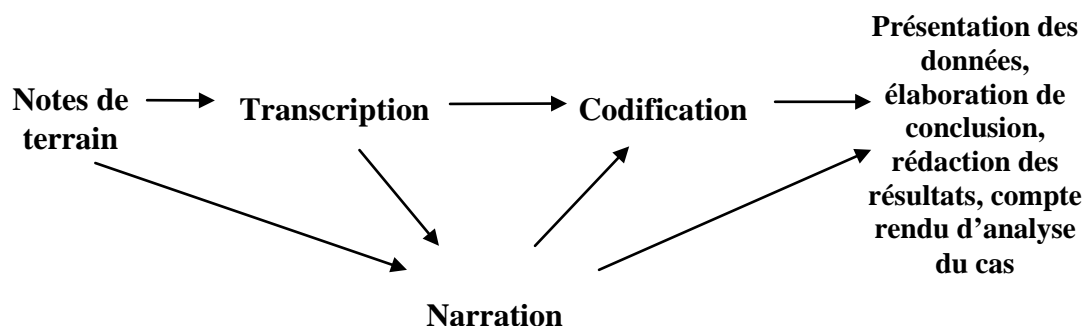 Notes de
terrain
Transcription
Codification
Présentation des
données,
élaboration de
conclusion,
rédaction des
résultats, compte
rendu d’analyse
du cas
Narration